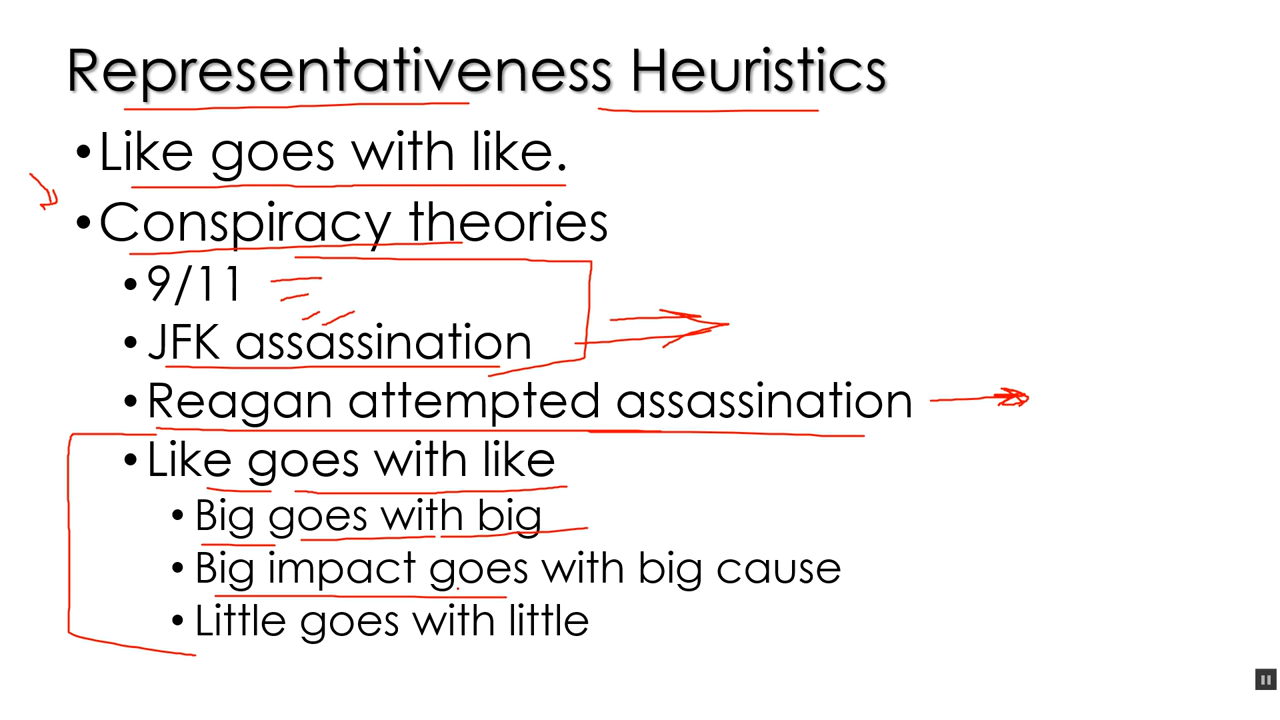 Representativeness Heuristics
•Like goes with like.
•Conspiracy theories
•9/11
•JFK assassination
•Reagan attempted assassination
•Like goes with like
•Big goes with big
•Big impact goes with big cause
•Little goes with little